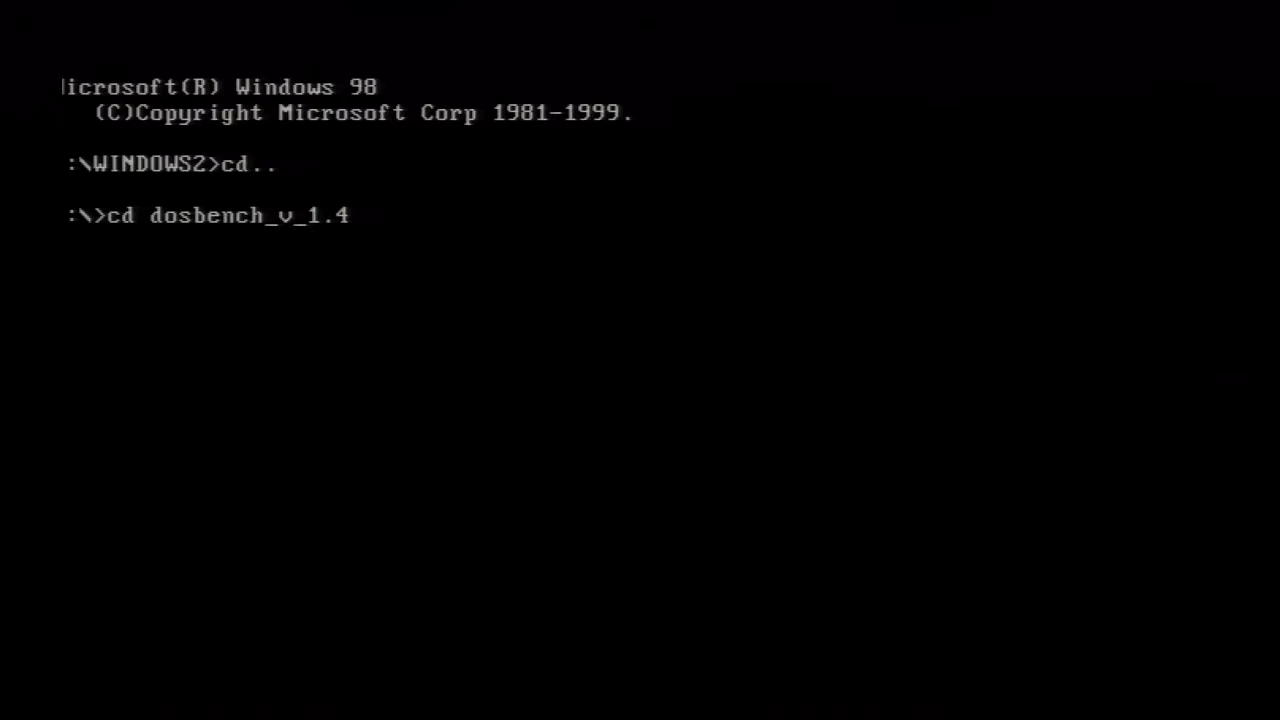 icrosoft(R) Windows 98
(C)Copyright Microsoft Corp 1981-1999.
:\WINDOWS2>cd..
:\>cd dosbench_v_1.4